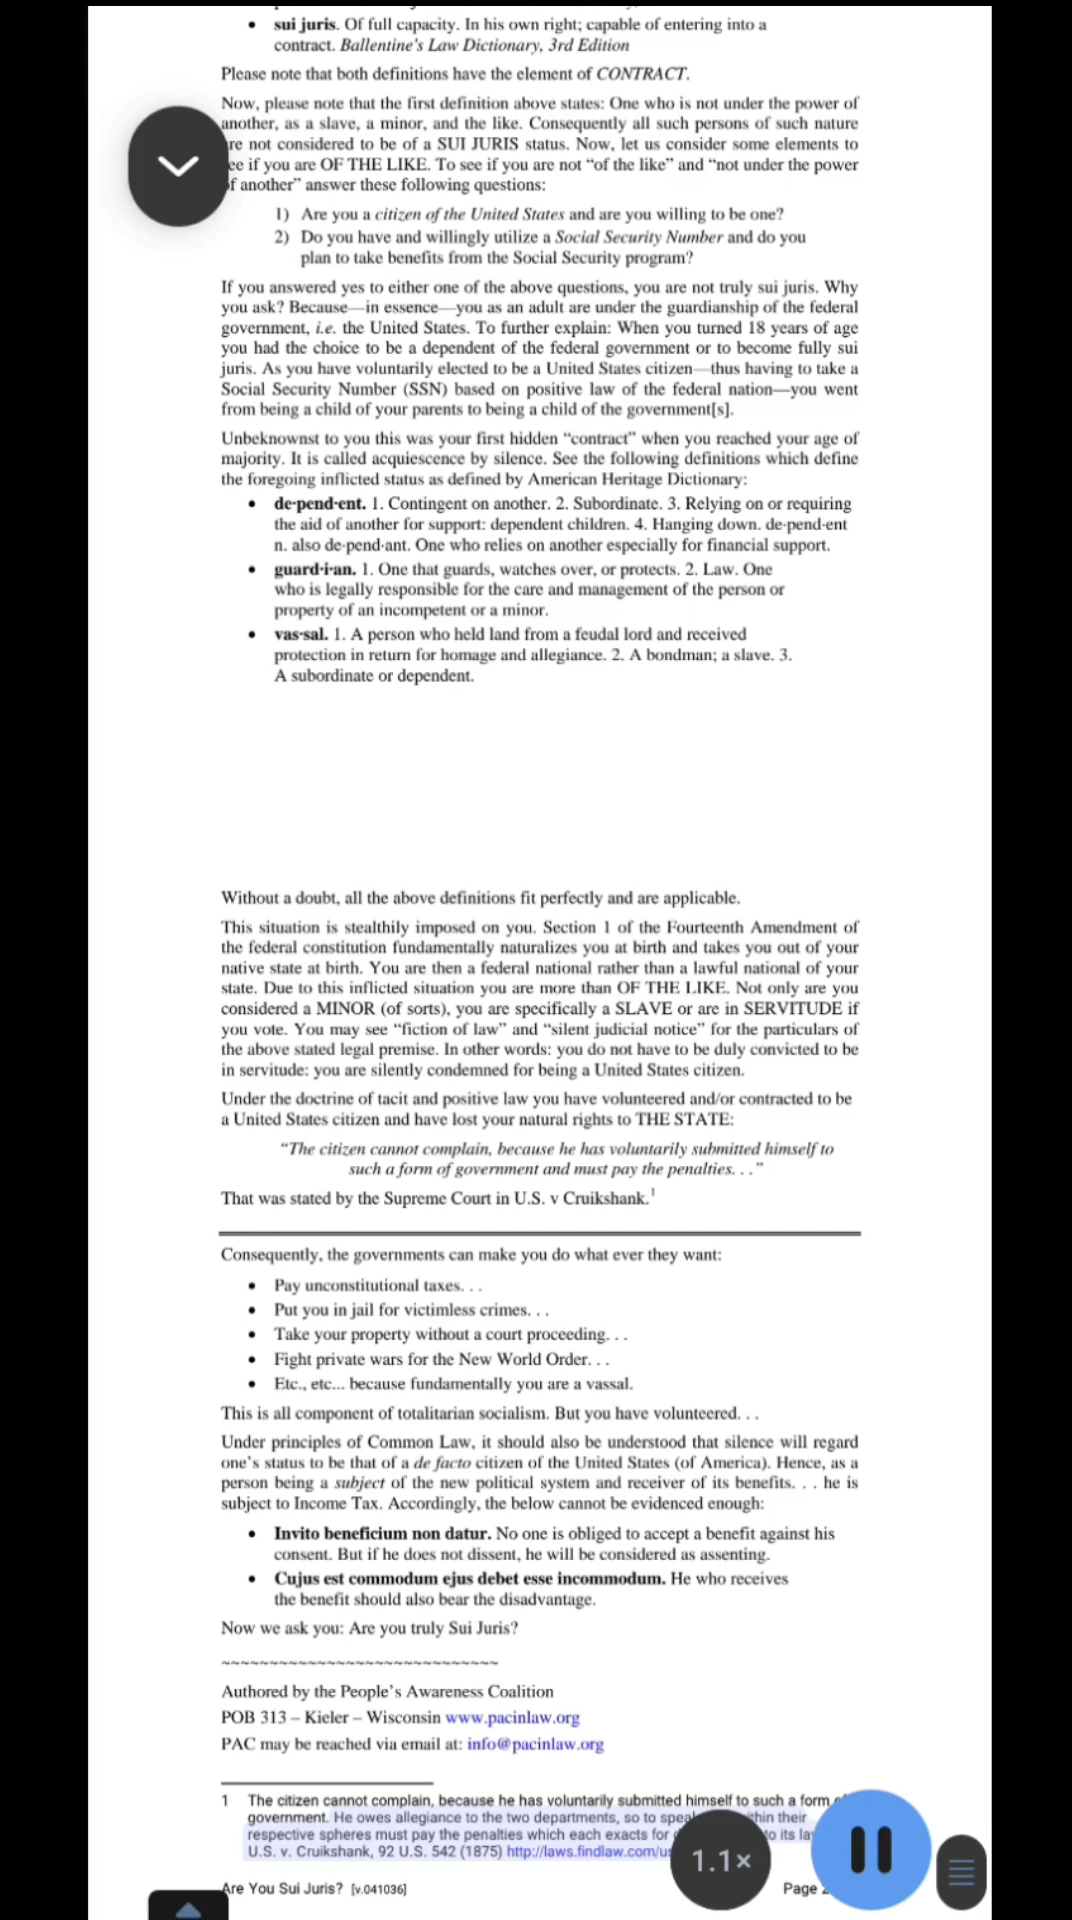 • sui juris. Of full capacity. In his own right; capable of entering into a
contract. Ballentine's Law Dictionary, 3rd Edition
Please note that both definitions have the element of CONTRACT.
Now, please note that the first definition above states: One who is not under the power of
another, as a slave, a minor, and the like. Consequently all such persons of such nature
re not considered to be of a SUI JURIS status. Now, let us consider some elements to
ee if you are OF THE LIKE. To see if you are not “of the like” and “not under the power
f another” answer these following questions:
1) Are you a citizen of the United States and are you willing to be one?
2) Do you have and willingly utilize a Social Security Number and do you
plan to take benefits from the Social Security program?
If you answered yes to either one of the above questions, you are not truly sui juris. Why
you ask? Because—in essence—you as an adult are under the guardianship of the federal
government, i.e. the United States. To further explain: When you turned 18 years of age
you had the choice to be a dependent of the federal government or to become fully sui
juris. As you have voluntarily elected to be a United States citizen—thus having to take a
Social Security Number (SSN) based on positive law of the federal nation—you went
from being a child of your parents to being a child of the government[s].
Unbeknownst to you this was your first hidden “contract” when you reached your age of
majority. It is called acquiescence by silence. See the following definitions which define
the foregoing inflicted status as defined by American Heritage Dictionary:
• de·pend·ent. 1. Contingent on another. 2. Subordinate. 3. Relying on or requiring
the aid of another for support: dependent children. 4. Hanging down. de-pend-ent
n. also de-pend-ant. One who relies on another especially for financial support.
• guard·i·an. 1. One that guards, watches over, or protects. 2. Law. One
who is legally responsible for the care and management of the person or
property of an incompetent or a minor.
• vas·sal. 1. A person who held land from a feudal lord and received
protection in return for homage and allegiance. 2. A bondman; a slave. 3.
A subordinate or dependent.
Without a doubt, all the above definitions fit perfectly and are applicable.
This situation is stealthily imposed on you. Section 1 of the Fourteenth Amendment of
the federal constitution fundamentally naturalizes you at birth and takes you out of your
native state at birth. You are then a federal national rather than a lawful national of your
state. Due to this inflicted situation you are more than OF THE LIKE. Not only are you
considered a MINOR (of sorts), you are specifically a SLAVE or are in SERVITUDE if
you vote. You may see “fiction of law” and “silent judicial notice” for the particulars of
the above stated legal premise. In other words: you do not have to be duly convicted to be
in servitude: you are silently condemned for being a United States citizen.
Under the doctrine of tacit and positive law you have volunteered and/or contracted to be
a United States citizen and have lost your natural rights to THE STATE:
“The citizen cannot complain, because he has voluntarily submitted himself to
such a form of government and must pay the penalties. . .”
That was stated by the Supreme Court in U.S. v Cruikshank.1
Consequently, the governments can make you do what ever they want:
• Pay unconstitutional taxes. . .
• Put you in jail for victimless crimes. . .
• Take your property without a court proceeding. . .
• Fight private wars for the New World Order. . .
• Etc., etc... because fundamentally you are a vassal.
This is all component of totalitarian socialism. But you have volunteered. . .
Under principles of Common Law, it should also be understood that silence will regard
one's status to be that of a de facto citizen of the United States (of America). Hence, as a
person being a subject of the new political system and receiver of its benefits. . . he is
subject to Income Tax. Accordingly, the below cannot be evidenced enough:
• Invito beneficium non datur. No one is obliged to accept a benefit against his
consent. But if he does not dissent, he will be considered as assenting.
• Cujus est commodum ejus debet esse incommodum. He who receives
the benefit should also bear the disadvantage.
Now we ask you: Are you truly Sui Juris?
~~~~~~~~~~~~~~~~~~~~~~~~~~~~~
Authored by the People's Awareness Coalition
POB 313 – Kieler – Wisconsin www.pacinlaw.org
PAC may be reached via email at: info@pacinlaw.org
1 The citizen cannot complain, because he has voluntarily submitted himself to such a form
government. He owes allegiance to the two departments, so to spea thin their
respective spheres must pay the penalties which each exacts for to its la
U.S. v. Cruikshank, 92 U.S. 542 (1875) http://laws.findlaw.com/us
1.1×
Are You Sui Juris? [v.041036] Page